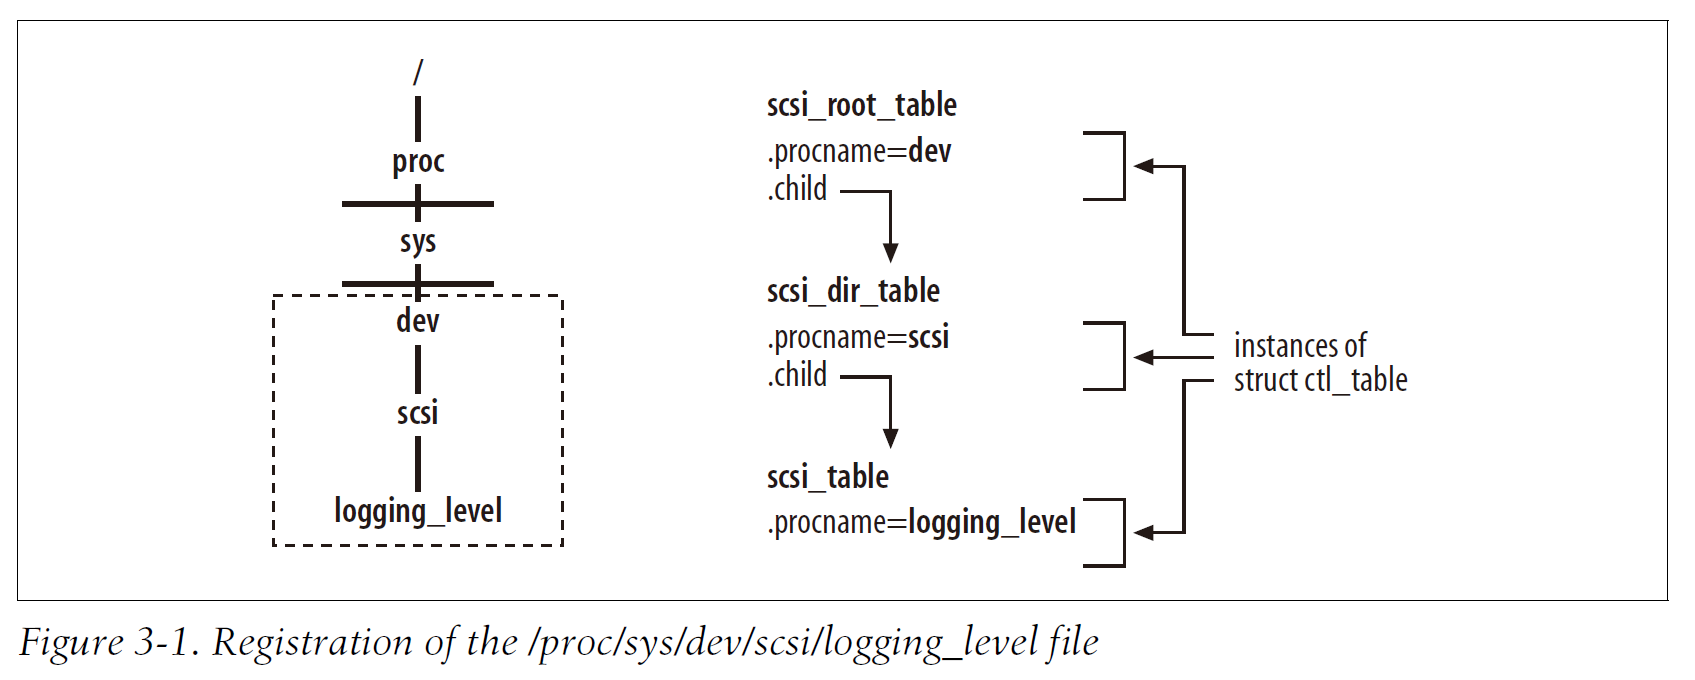 /
proc
sys
dev
scsi
logging_level
scsi_root_table
.procname=dev
.child
scsi_dir_table
.procname=scsi
.child
scsi_table
.procname=logging_level
instances of
struct ctl_table
Figure 3-1. Registration of the /proc/sys/dev/scsi/logging_level file